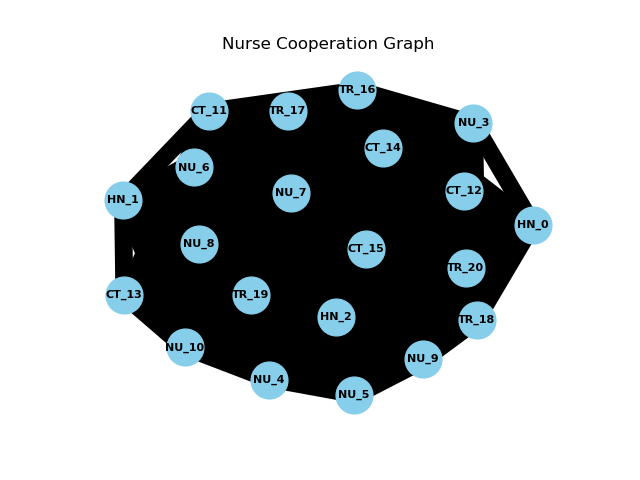 Nurse Cooperation Graph
TR_16
CT_11
TR_17
NU_3
CT_14
NU_6
CT_12
NU_7
HN_1
HN_0
NU_8
CT_15
TR_20
CT_13
TR_19
HN_2
TR_18
NU_10
NU_9
NU_4
NU_5